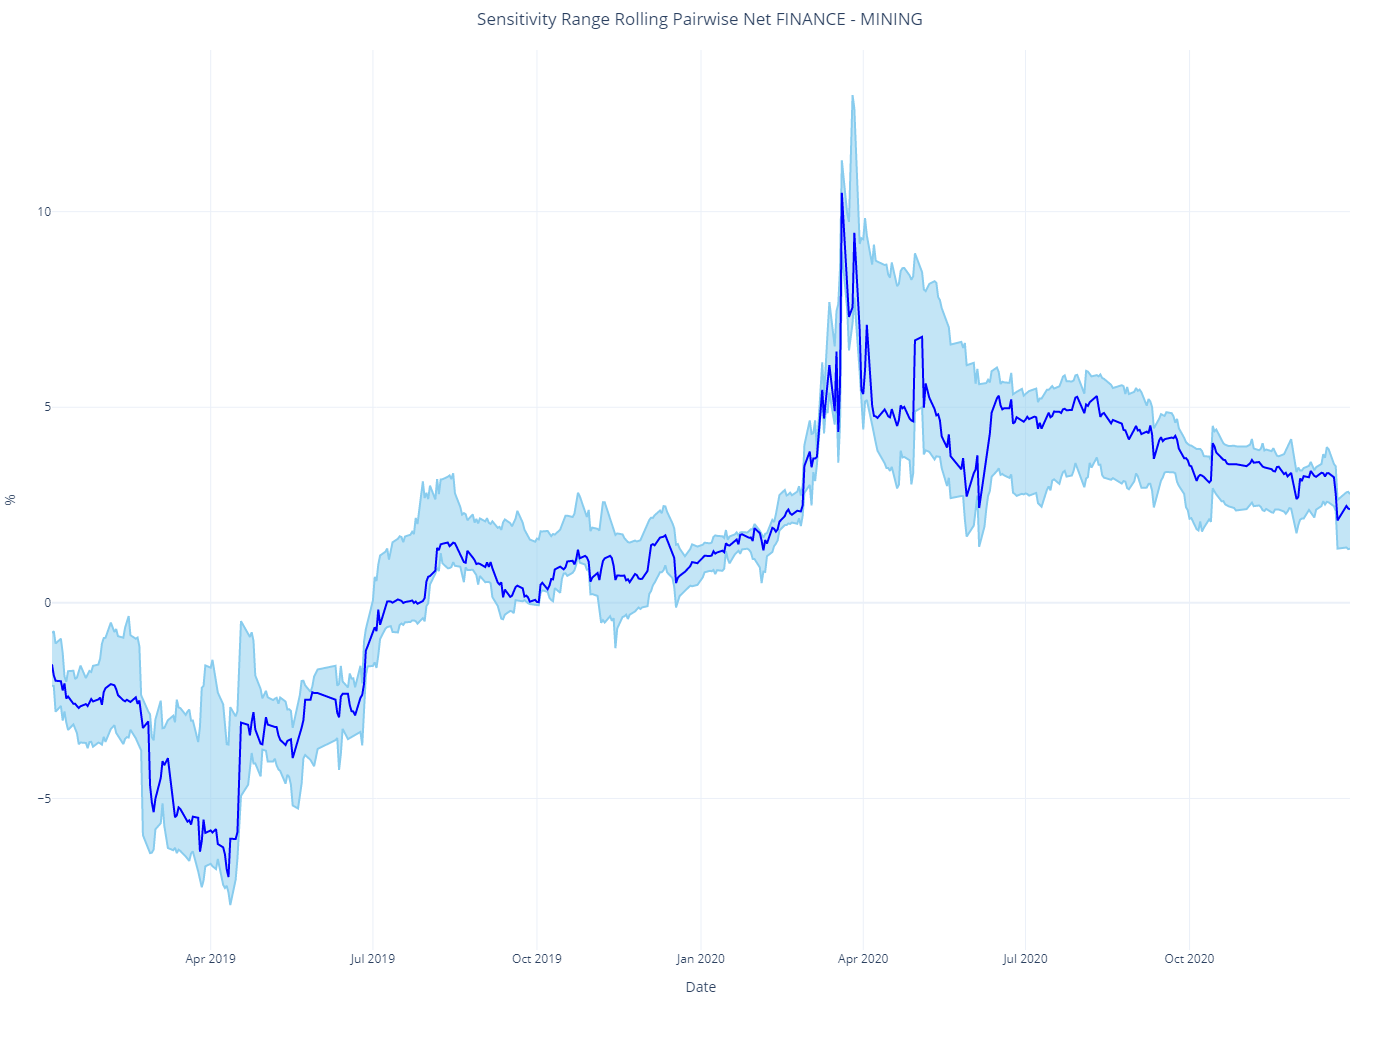 Sensitivity Range Rolling Pairwise Net FINANCE - MINING
%
10
5
0
−5
Apr 2019
Jul 2019
Oct 2019
Jan 2020
Apr 2020
Jul 2020
Oct 2020
Date